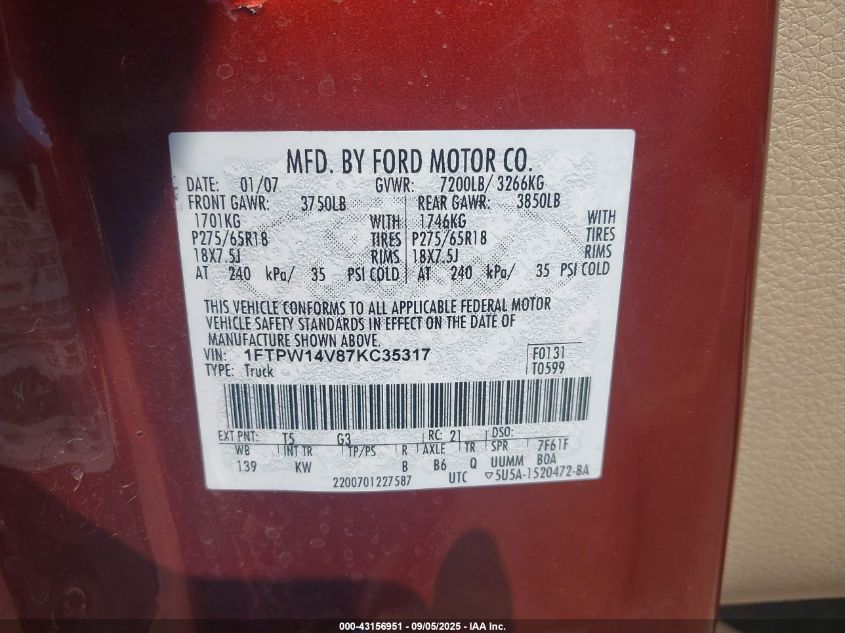 MFD. BY FORD MOTOR CO.
DATE: 01/07 GVWR: 7200LB/ 3266KG
FRONT GAWR: 3750LB REAR GAWR: 3850LB
1701KG WITH 1746KG WITH
P275/65R18 TIRES P275/65R18 TIRES
18X7.5J RIMS 18X7.5J RIMS
AT 240 kPa/ 35 PSI COLD AT 240 kPa/ 35 PSI COLD
THIS VEHICLE CONFORMS TO ALL APPLICABLE FEDERAL MOTOR
VEHICLE SAFETY STANDARDS IN EFFECT ON THE DATE OF
MANUFACTURE SHOWN ABOVE.
VIN: 1FTPW14V87KC35317 F0131
TYPE: Truck T0599
EXT PNT: T5 G3 RC: 21 DSO:
WB INT TR TP/PS R AXLE TR SPR 7F61F
139 KW B B6 Q UUMM BOA
2200701227587 UTC ▽5U5A-1520472-BA
000-43156951 - 09/05/2025 - IAA Inc.